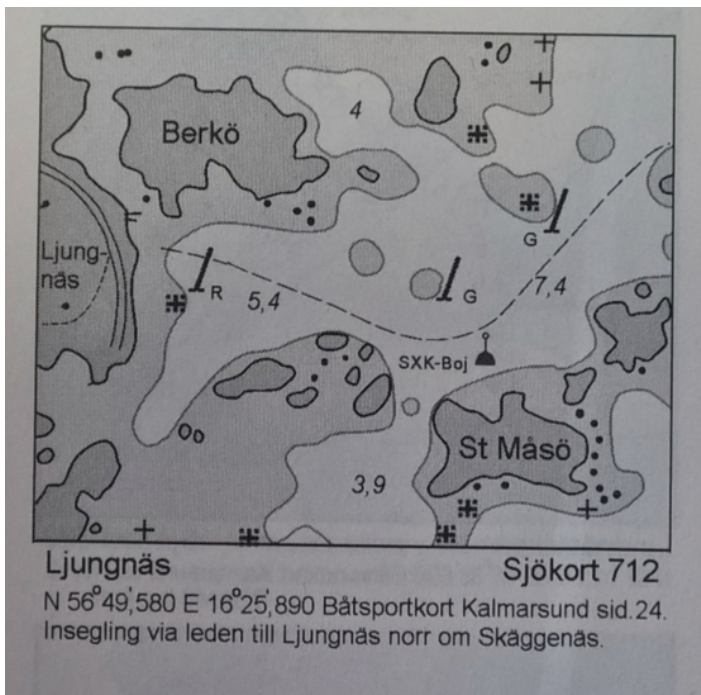 4
Berkö
G
Ljung-
näs
R
5,4
G
7,4
SXK-Boj
St Måsö
3,9
Ljungnäs
Sjökort 712
N 56°49,'580 E 16°25,'890 Båtsportkort Kalmarsund sid.24.
Insegling via leden till Ljungnäs norr om Skäggenäs.